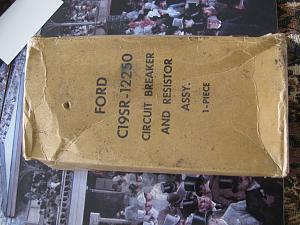 FORD
C19SR-12250
CIRCUIT BREAKER
AND RESISTOR
ASSY.
1-PIECE